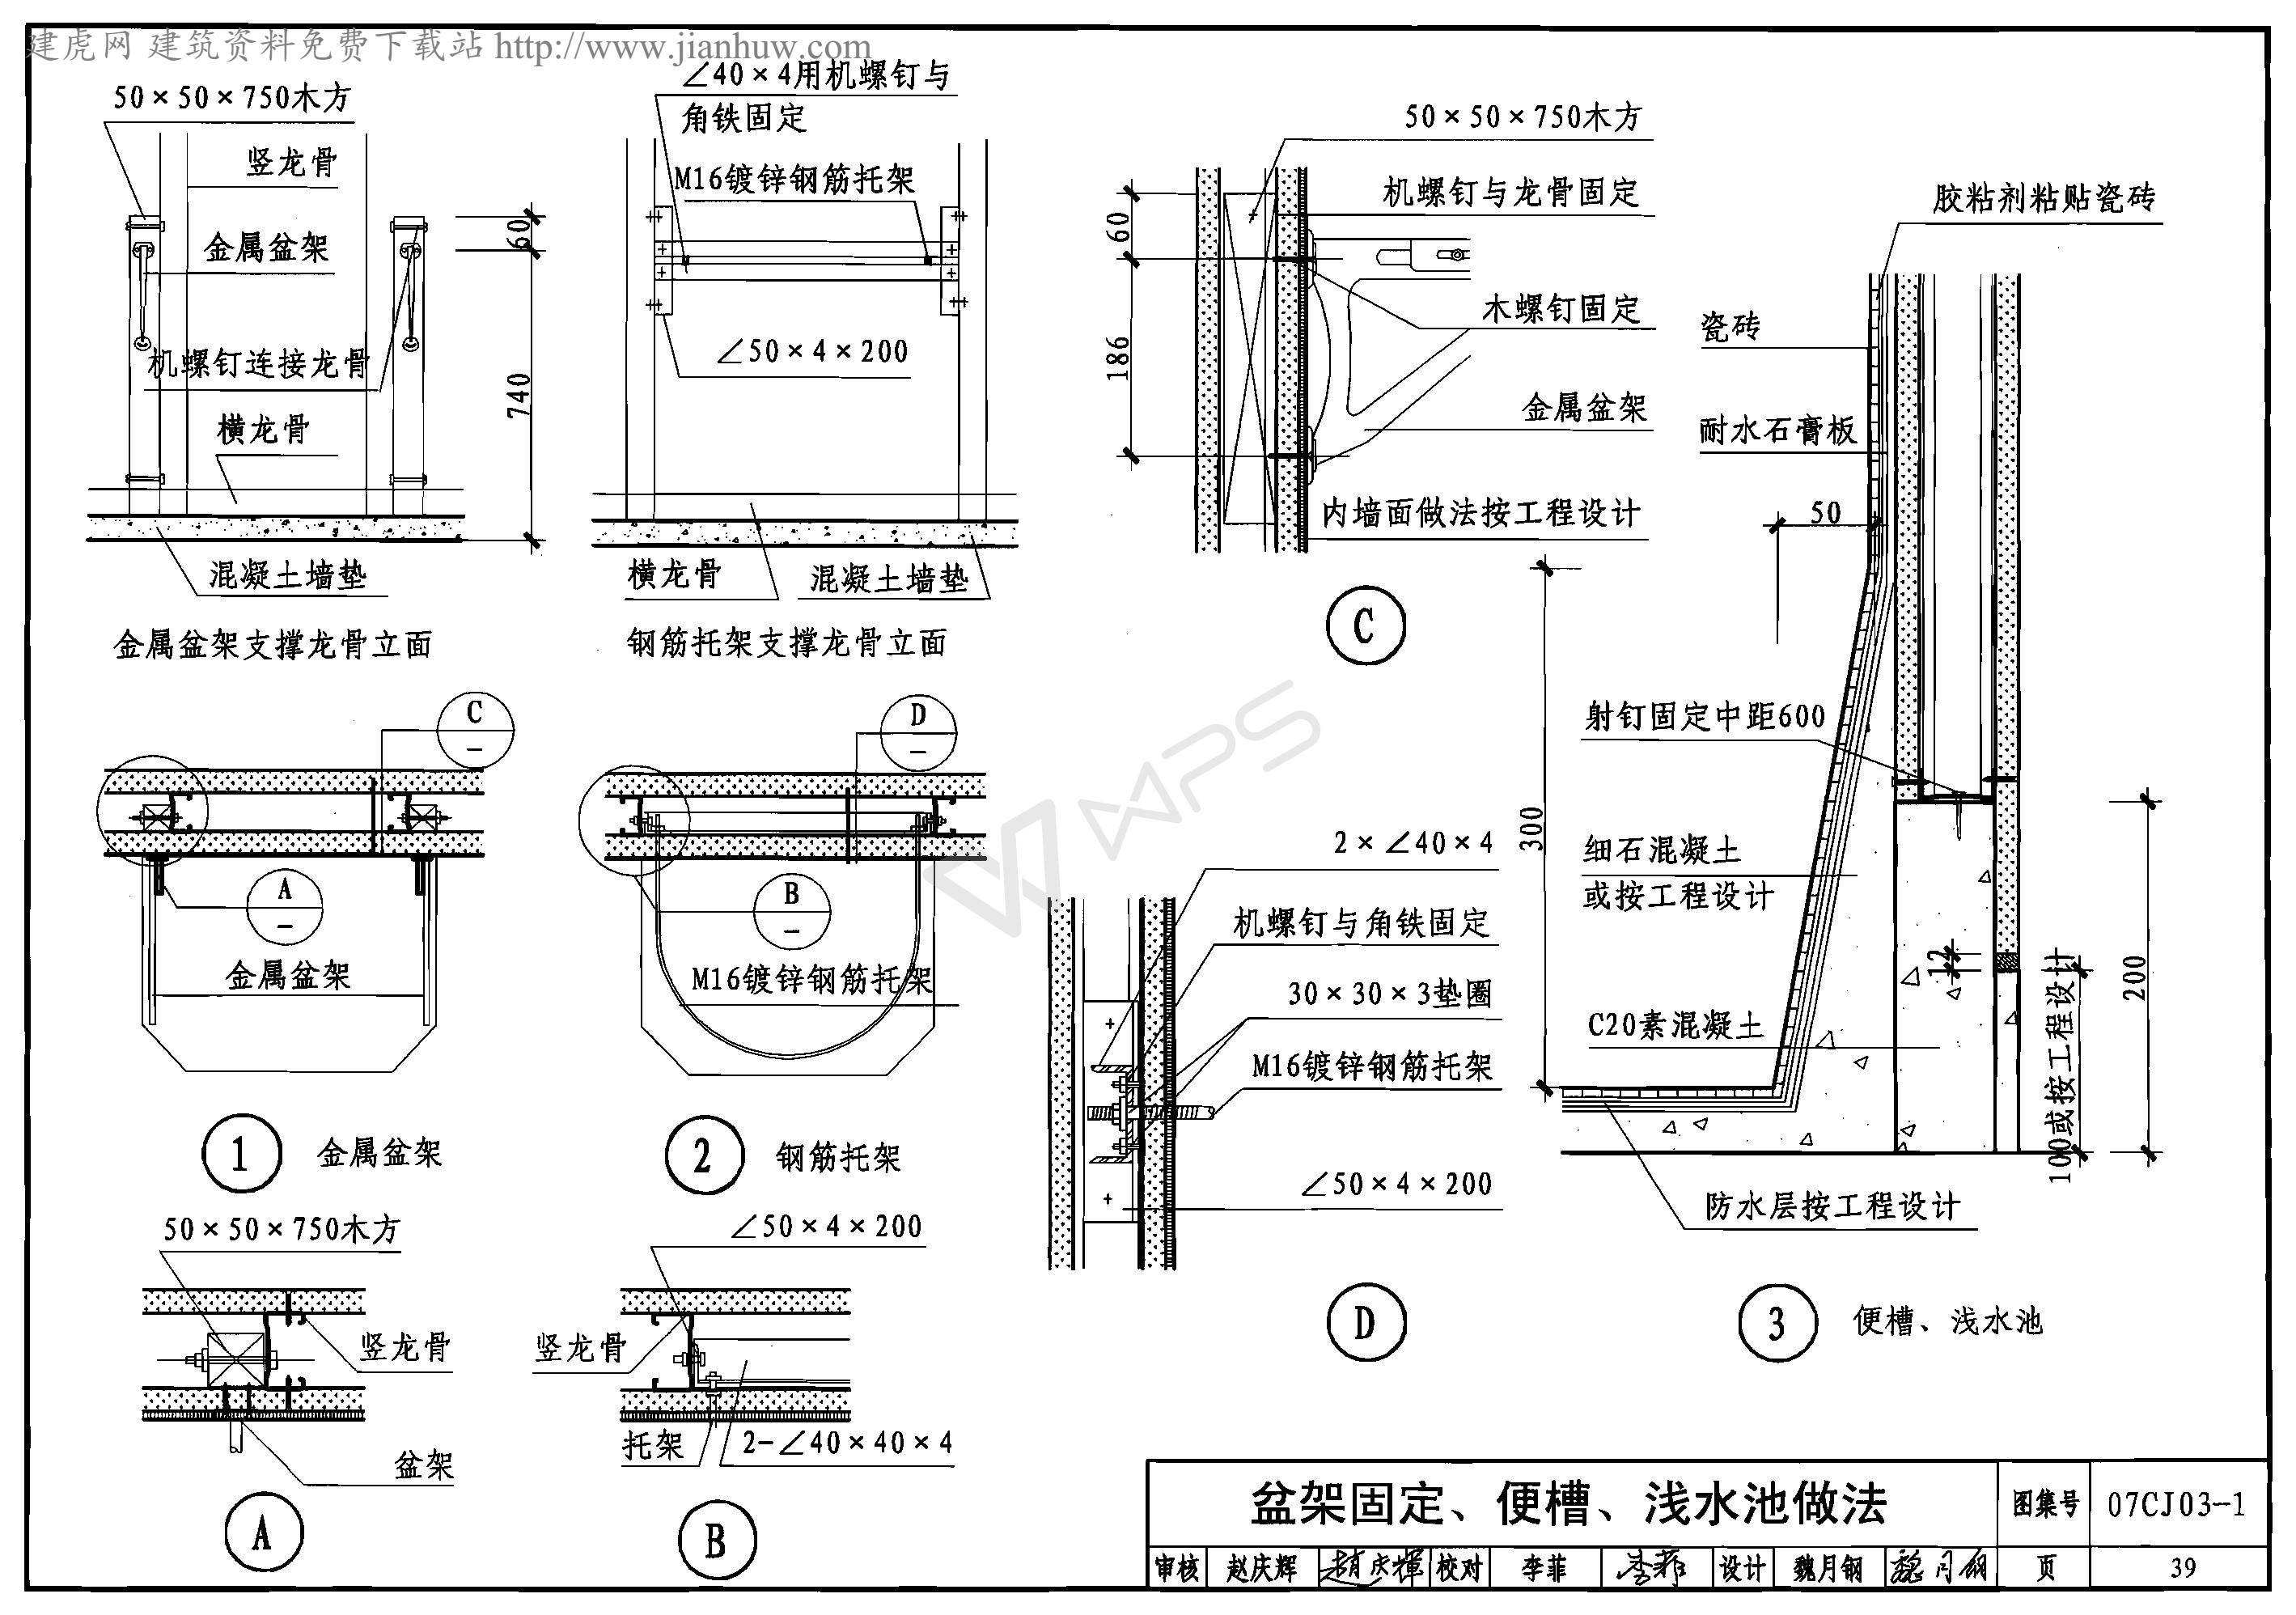 建虎网 建筑资料免费下载站 http://www.jianhuw.com
50×50×750木方
竖龙骨
金属盆架
机螺钉连接龙骨
横龙骨
混凝土墙垫
60
740
金属盆架支撑龙骨立面
∠40×4用机螺钉与
角铁固定
M16镀锌钢筋托架
∠50×4×200
横龙骨
混凝土墙垫
钢筋托架支撑龙骨立面
50×50×750木方
机螺钉与龙骨固定
60
木螺钉固定
186
金属盆架
内墙面做法按工程设计
C
胶粘剂粘贴瓷砖
瓷砖
耐水石膏板
50
射钉固定中距600
300
细石混凝土
或按工程设计
C20素混凝土
12
100或按工程设计
200
防水层按工程设计
3
便槽、浅水池
C
–
A
–
金属盆架
1
金属盆架
D
–
B
–
M16镀锌钢筋托架
2
钢筋托架
WPS
2×∠40×4
机螺钉与角铁固定
30×30×3垫圈
M16镀锌钢筋托架
∠50×4×200
D
50×50×750木方
竖龙骨
盆架
A
∠50×4×200
竖龙骨
托架
2-∠40×40×4
B
盆架固定、便槽、浅水池做法
图集号
07CJ03-1
审核 赵庆辉 赵庆辉 校对 李菲 李菲 设计 魏月钢 魏月钢 页 39